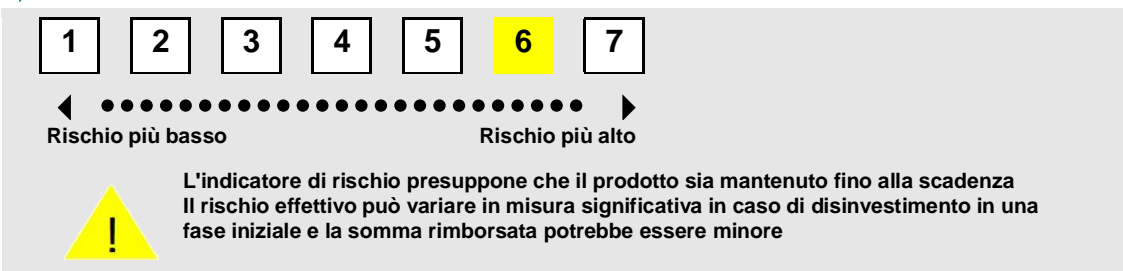 1 2 3 4 5 6 7
Rischio più basso Rischio più alto
L'indicatore di rischio presuppone che il prodotto sia mantenuto fino alla scadenza
Il rischio effettivo può variare in misura significativa in caso di disinvestimento in una
fase iniziale e la somma rimborsata potrebbe essere minore
!